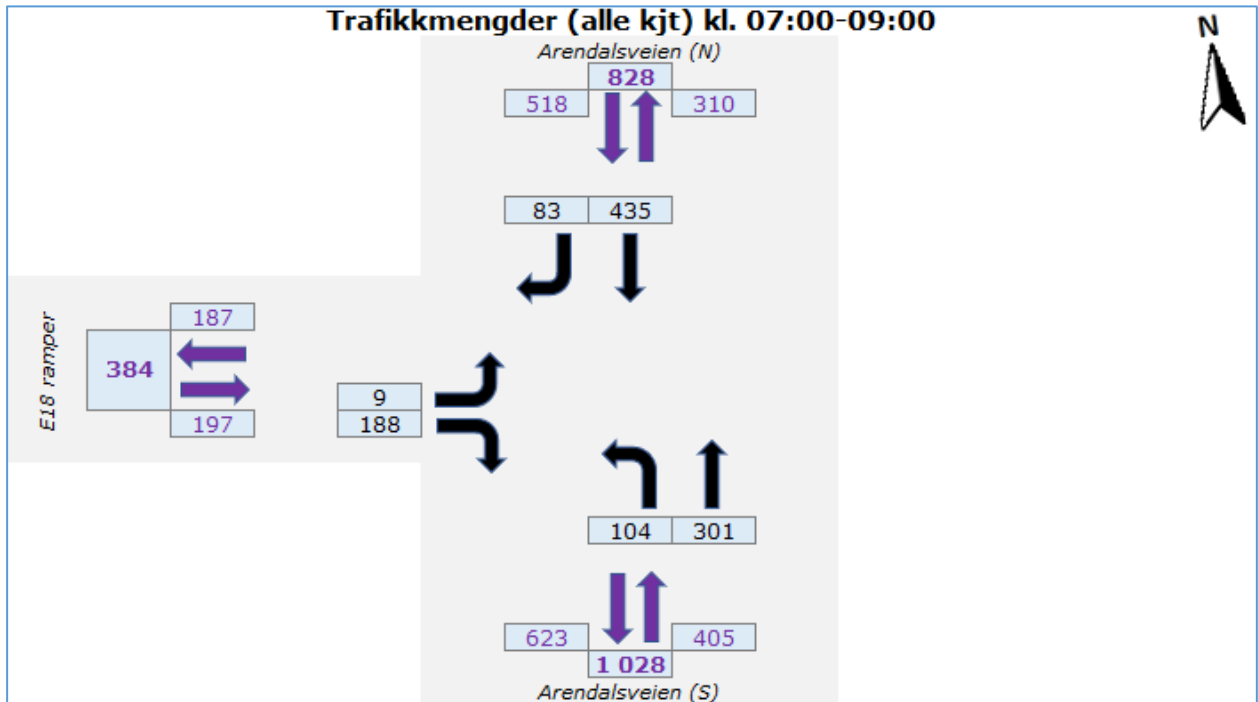 Trafikkmengder (alle kjt) kl. 07:00-09:00
N
Arendalsveien (N)
828
518 310
83 435
187
E18 ramper
384
9
197
188
104 301
623 405
1 028
Arendalsveien (S)